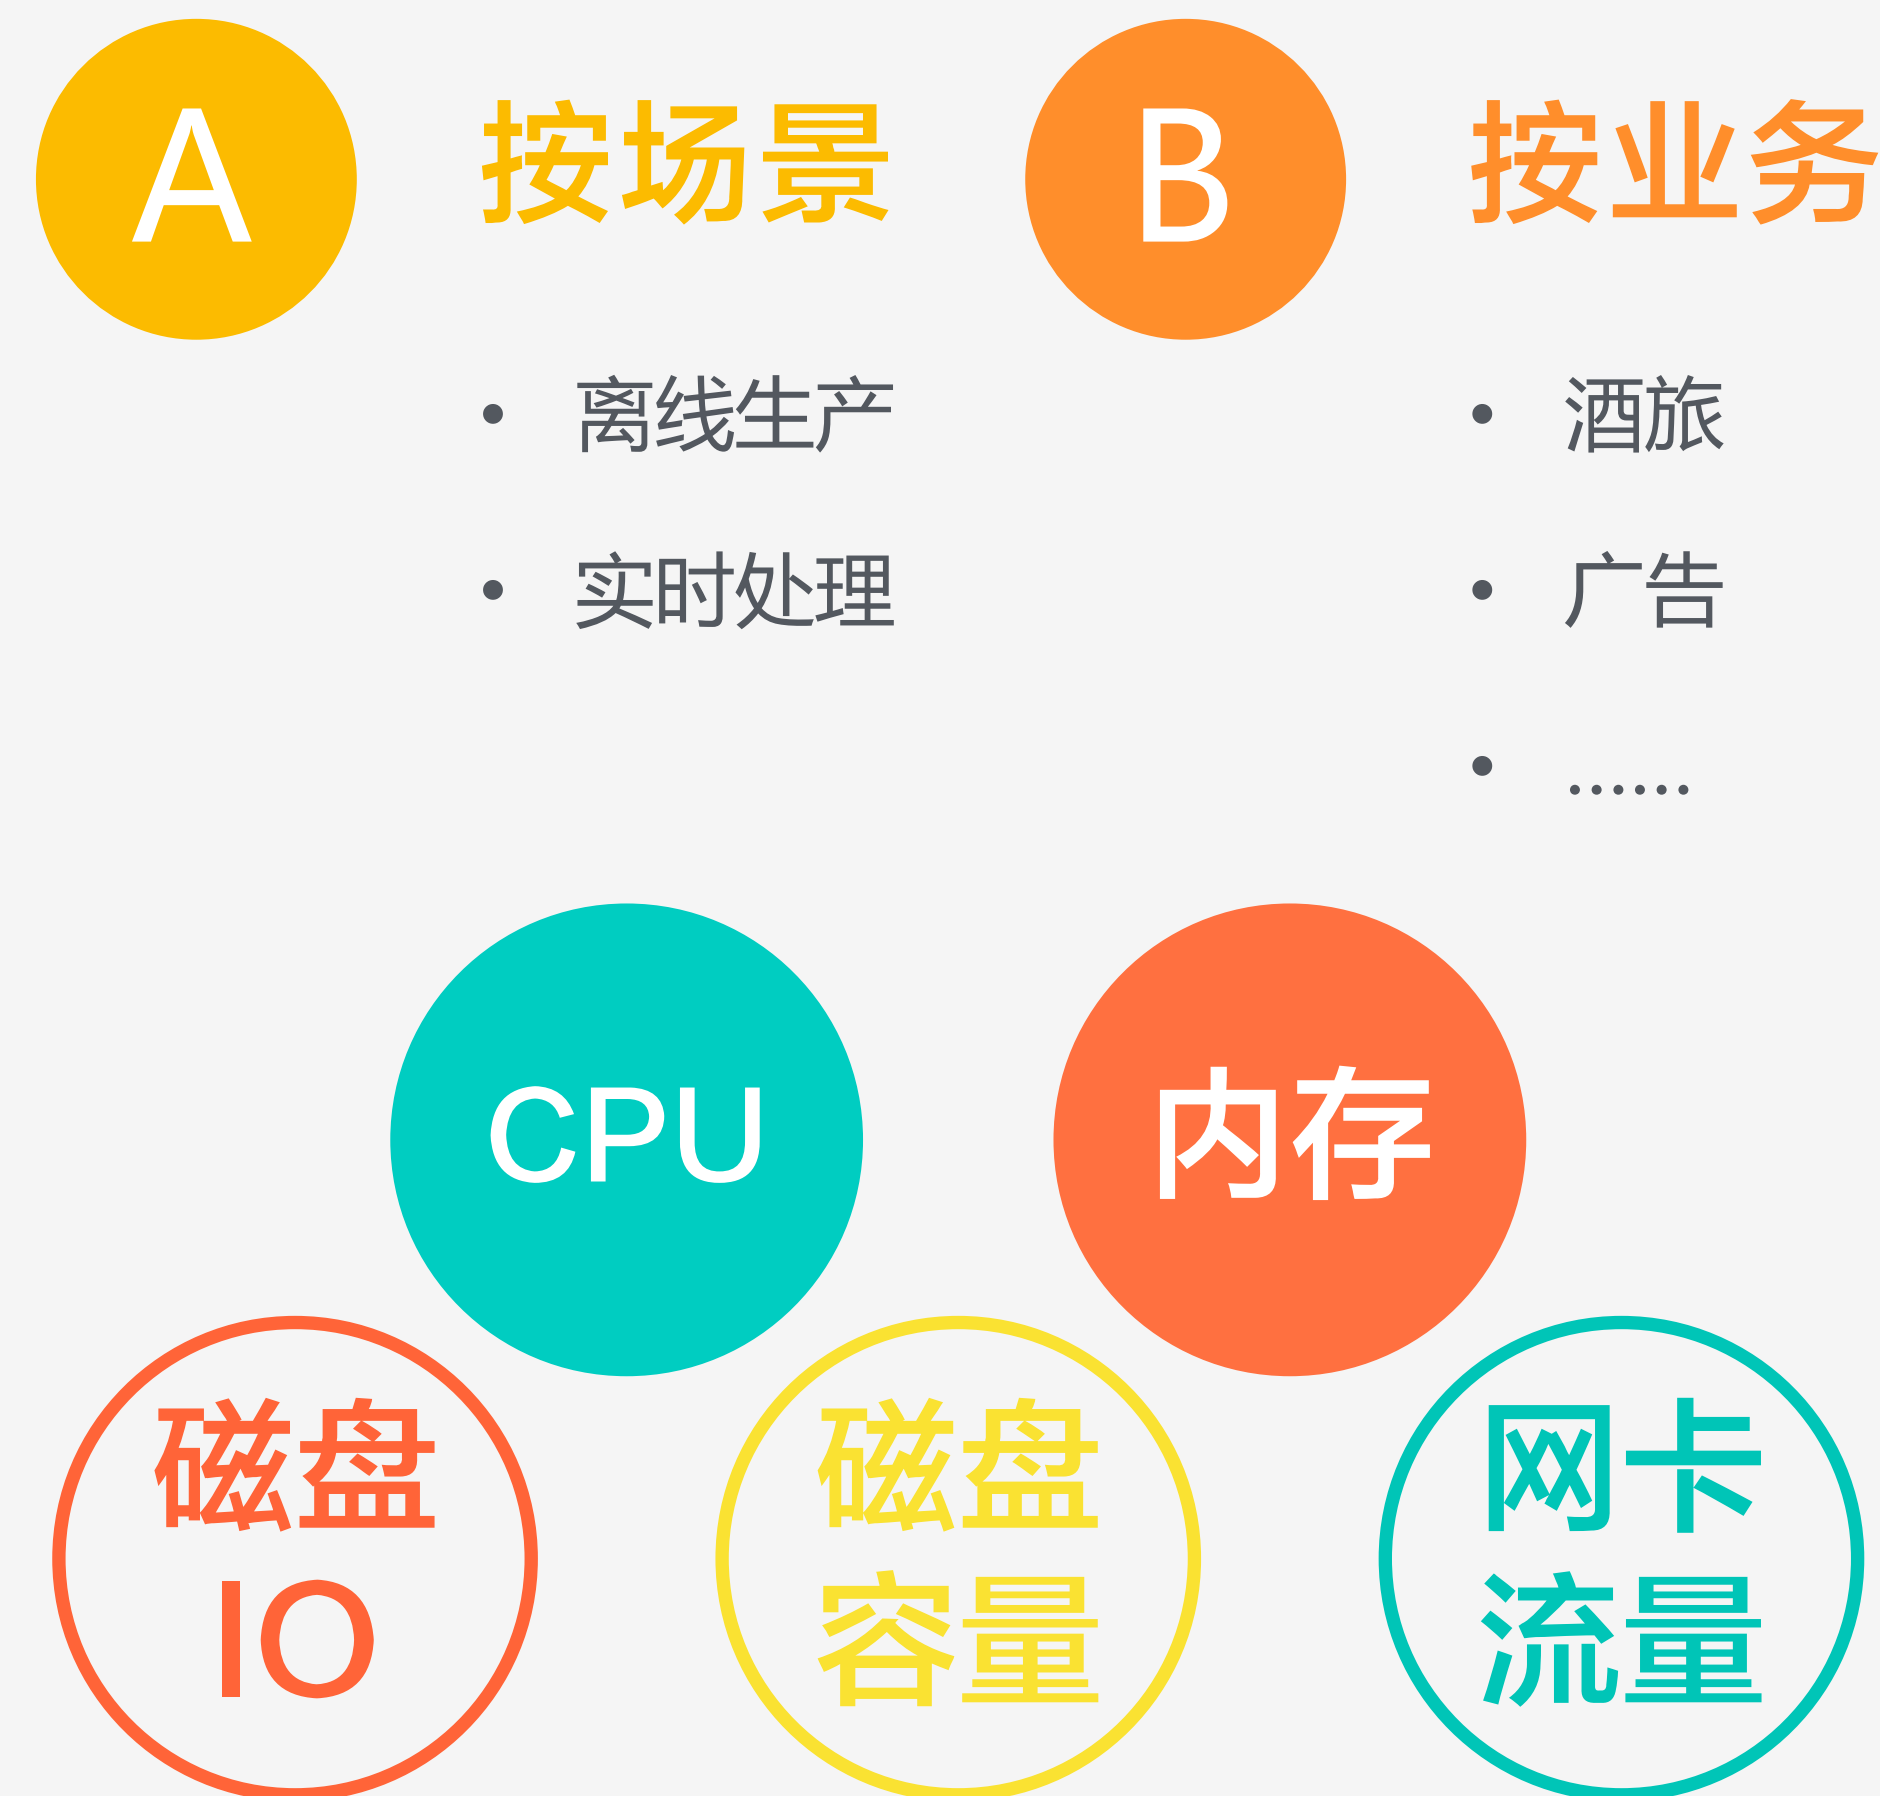 A
按场景
• 离线生产
• 实时处理
B
按业务
• 酒旅
• 广告
• ......
CPU
内存
磁盘
IO
磁盘
容量
网卡
流量